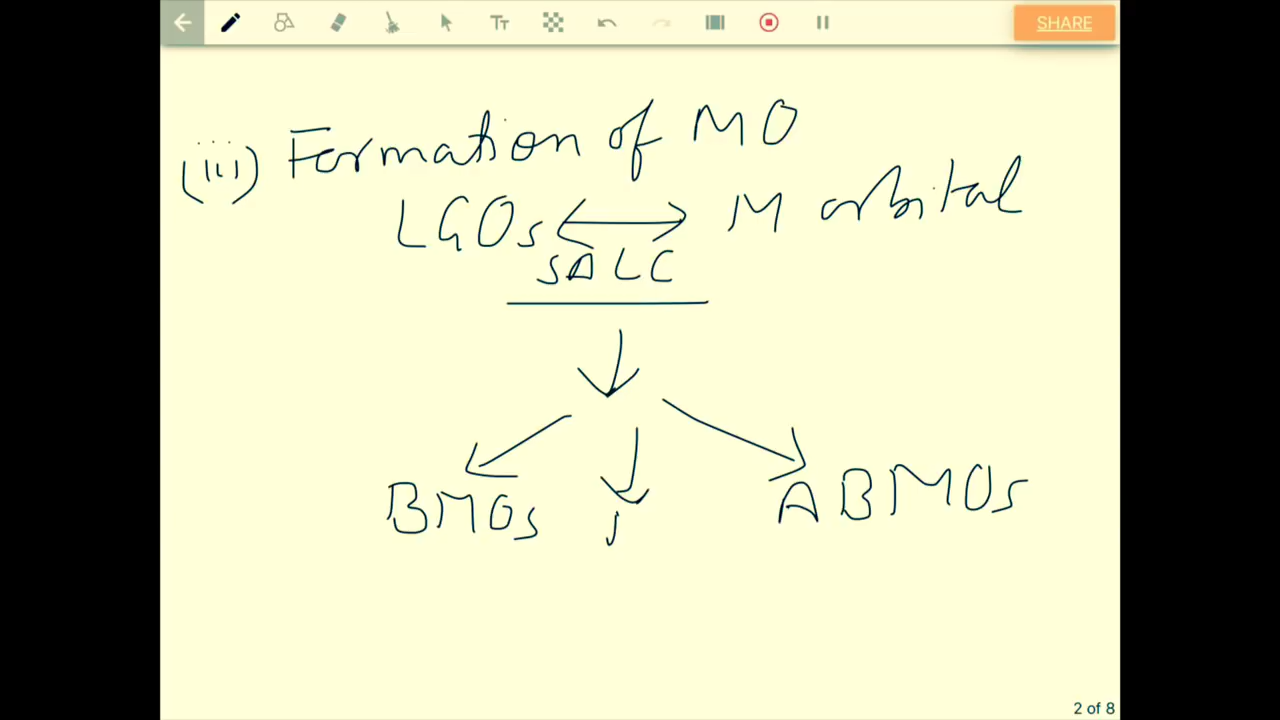 SHARE
(iii) Formation of MO
LGOs ⟷ M orbital
SALC
BMOs ABMOs
2 of 8